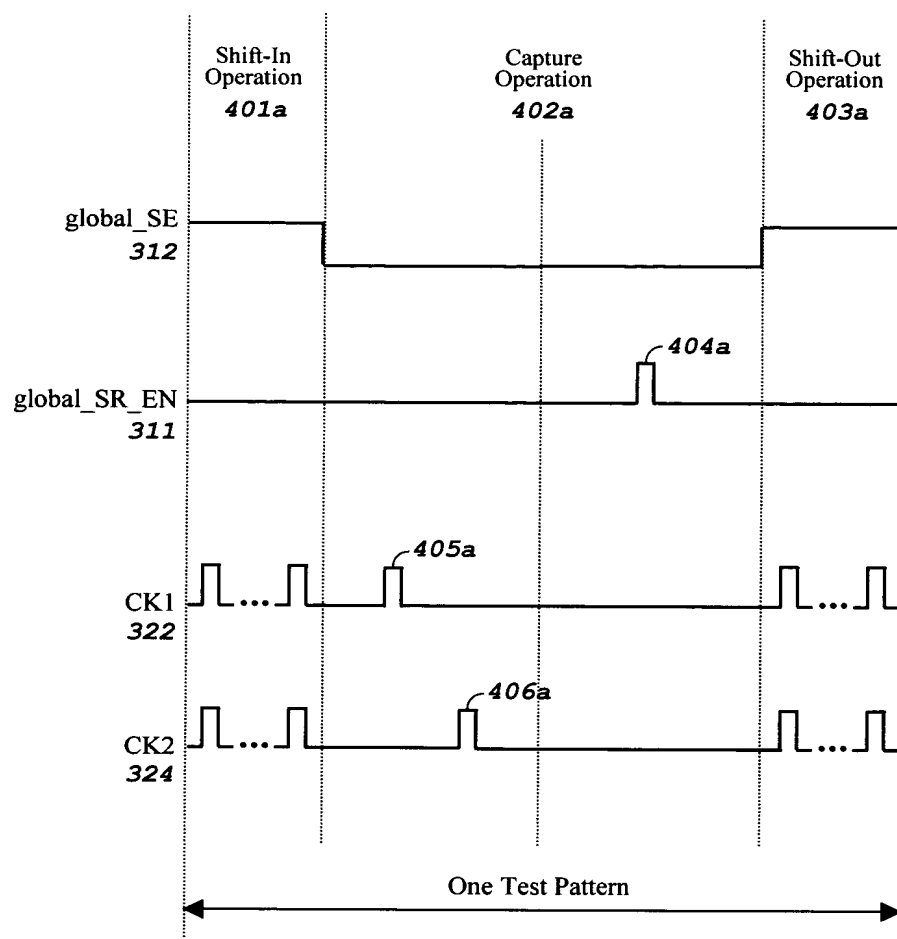 Shift-In
Operation
401a
Capture
Operation
402a
Shift-Out
Operation
403a
global_SE
312
404a
global_SR_EN
311
405a
CK1
322
406a
CK2
324
One Test Pattern